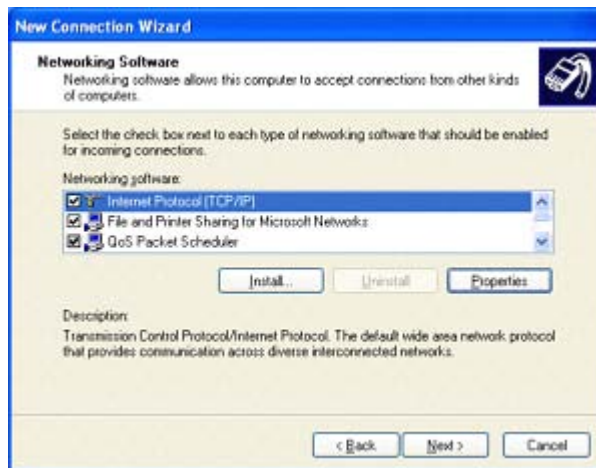 New Connection Wizard
Networking Software
Networking software allows this computer to accept connections from other kinds
of computers.
Select the check box next to each type of networking software that should be enabled
for incoming connections.
Networking software:
Internet Protocol (TCP/IP)
File and Printer Sharing for Microsoft Networks
QoS Packet Scheduler
Install...
Uninstall
Properties
Description:
Transmission Control Protocol/Internet Protocol. The default wide area network protocol
that provides communication across diverse interconnected networks.
< Back
Next >
Cancel